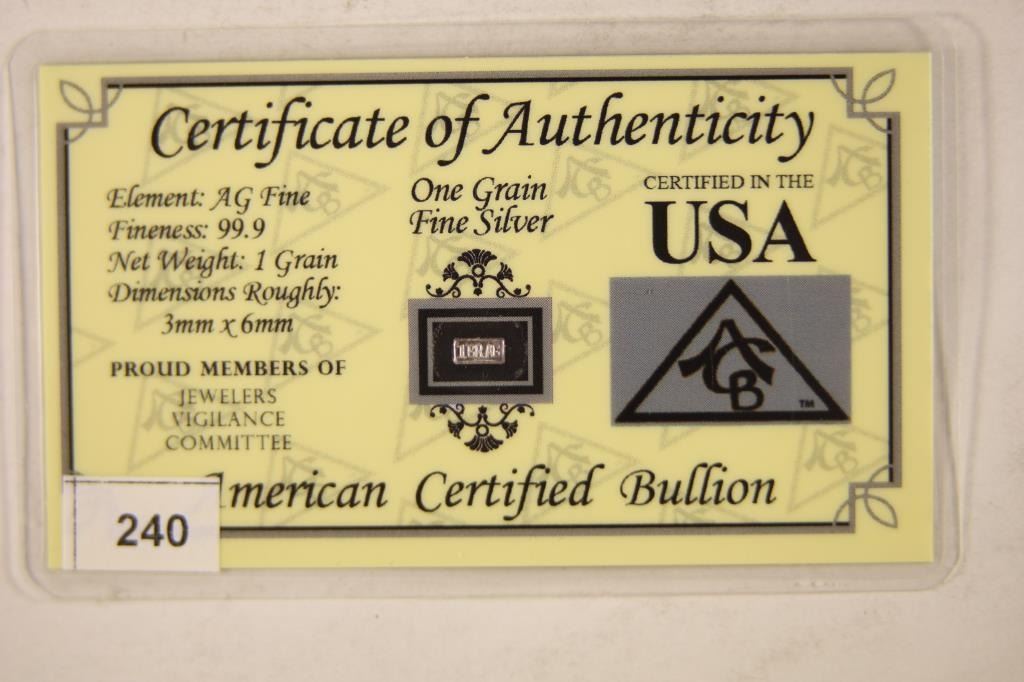 Certificate of Authenticity
Element: AG Fine
Fineness: 99.9
Net Weight: 1 Grain
Dimensions Roughly:
3mm x 6mm
PROUD MEMBERS OF
JEWELERS
VIGILANCE
COMMITTEE
One Grain
Fine Silver
CERTIFIED IN THE
USA
ACB
TM
merican Certified Bullion
240